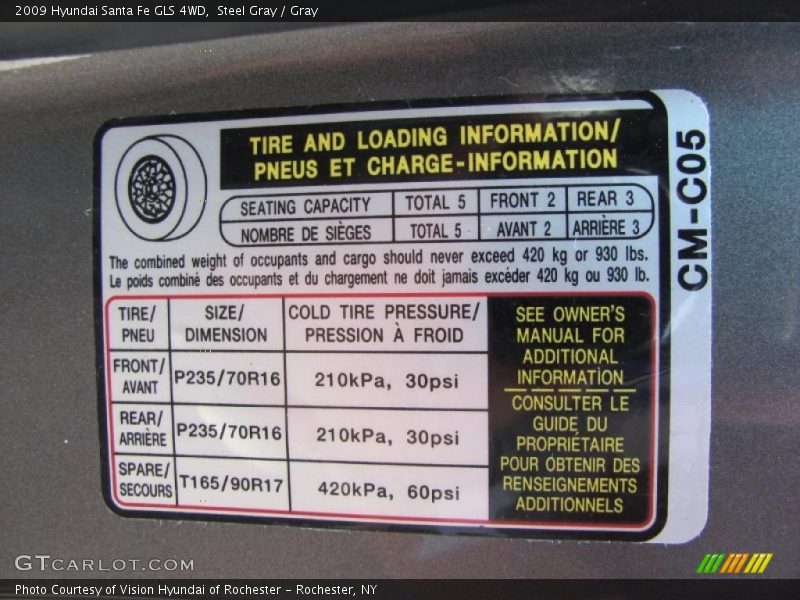 2009 Hyundai Santa Fe GLS 4WD,  Steel Gray / Gray
TIRE AND LOADING INFORMATION/
PNEUS ET CHARGE-INFORMATION
SEATING CAPACITY TOTAL 5 FRONT 2 REAR 3
NOMBRE DE SIÈGES TOTAL 5 AVANT 2 ARRIÈRE 3
The combined weight of occupants and cargo should never exceed 420 kg or 930 lbs.
Le poids combiné des occupants et du chargement ne doit jamais excéder 420 kg ou 930 lb.
CM-C05
TIRE/
PNEU
SIZE/
DIMENSION
COLD TIRE PRESSURE/
PRESSION À FROID
FRONT/
AVANT
P235/70R16
210kPa, 30psi
REAR/
ARRIÈRE
P235/70R16
210kPa, 30psi
SPARE/
SECOURS
T165/90R17
420kPa, 60psi
SEE OWNER'S
MANUAL FOR
ADDITIONAL
INFORMATION
CONSULTER LE
GUIDE DU
PROPRIÉTAIRE
POUR OBTENIR DES
RENSEIGNEMENTS
ADDITIONNELS
GTCARLOT.COM
Photo Courtesy of Vision Hyundai of Rochester – Rochester, NY